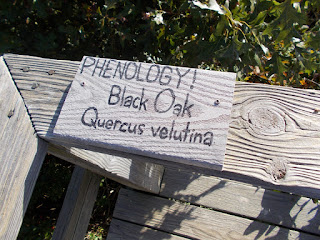 PHENOLOGY!
Black Oak
Quercus velutina